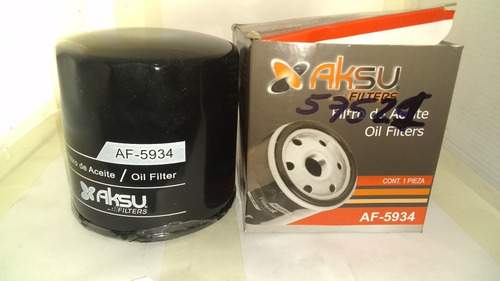 AF-5934
Filtro de Aceite / Oil Filter
AKSU
FILTERS
AKSU
FILTERS
Filtro de Aceite
Oil Filters
CONT. 1 PIEZA
AF-5934